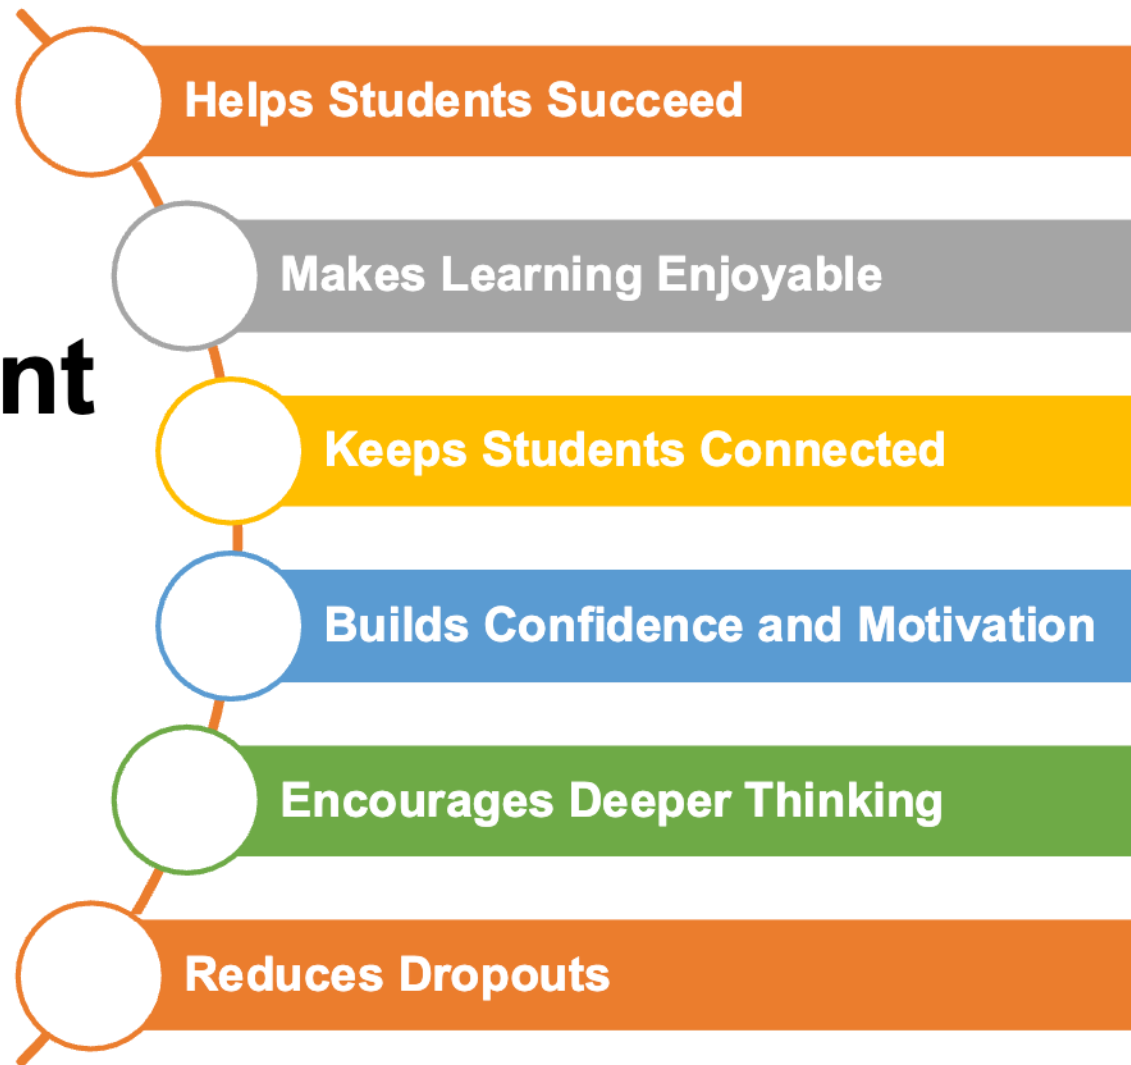 Helps Students Succeed
Makes Learning Enjoyable
nt
Keeps Students Connected
Builds Confidence and Motivation
Encourages Deeper Thinking
Reduces Dropouts